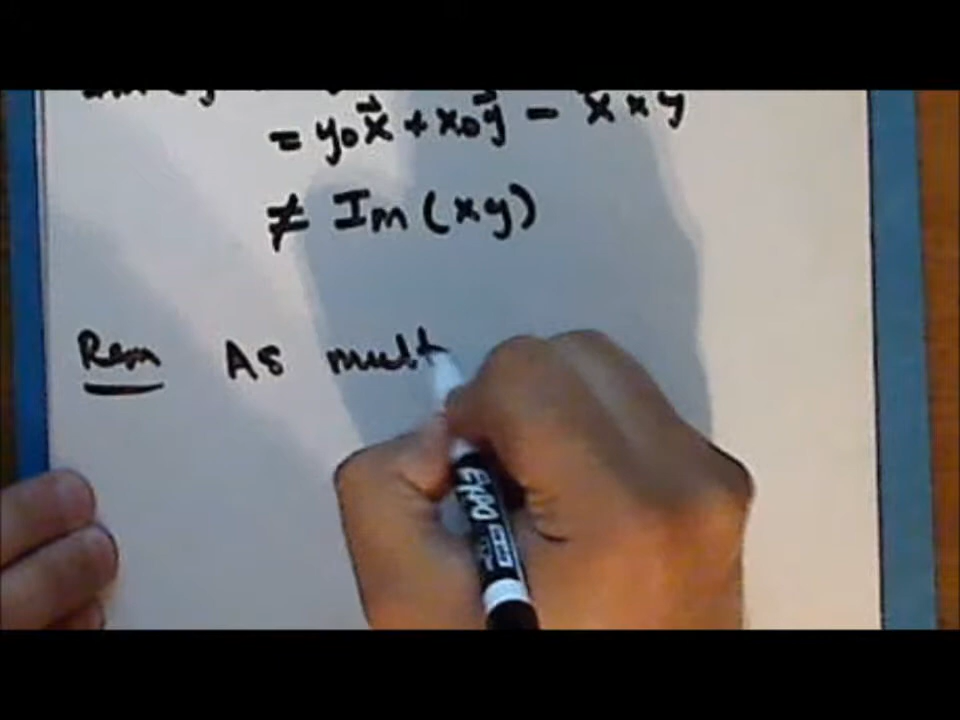 = y₀x⃗ + x₀y⃗ - x⃗ × y⃗
≠ Im (xy)
Rem As mult
EXPO